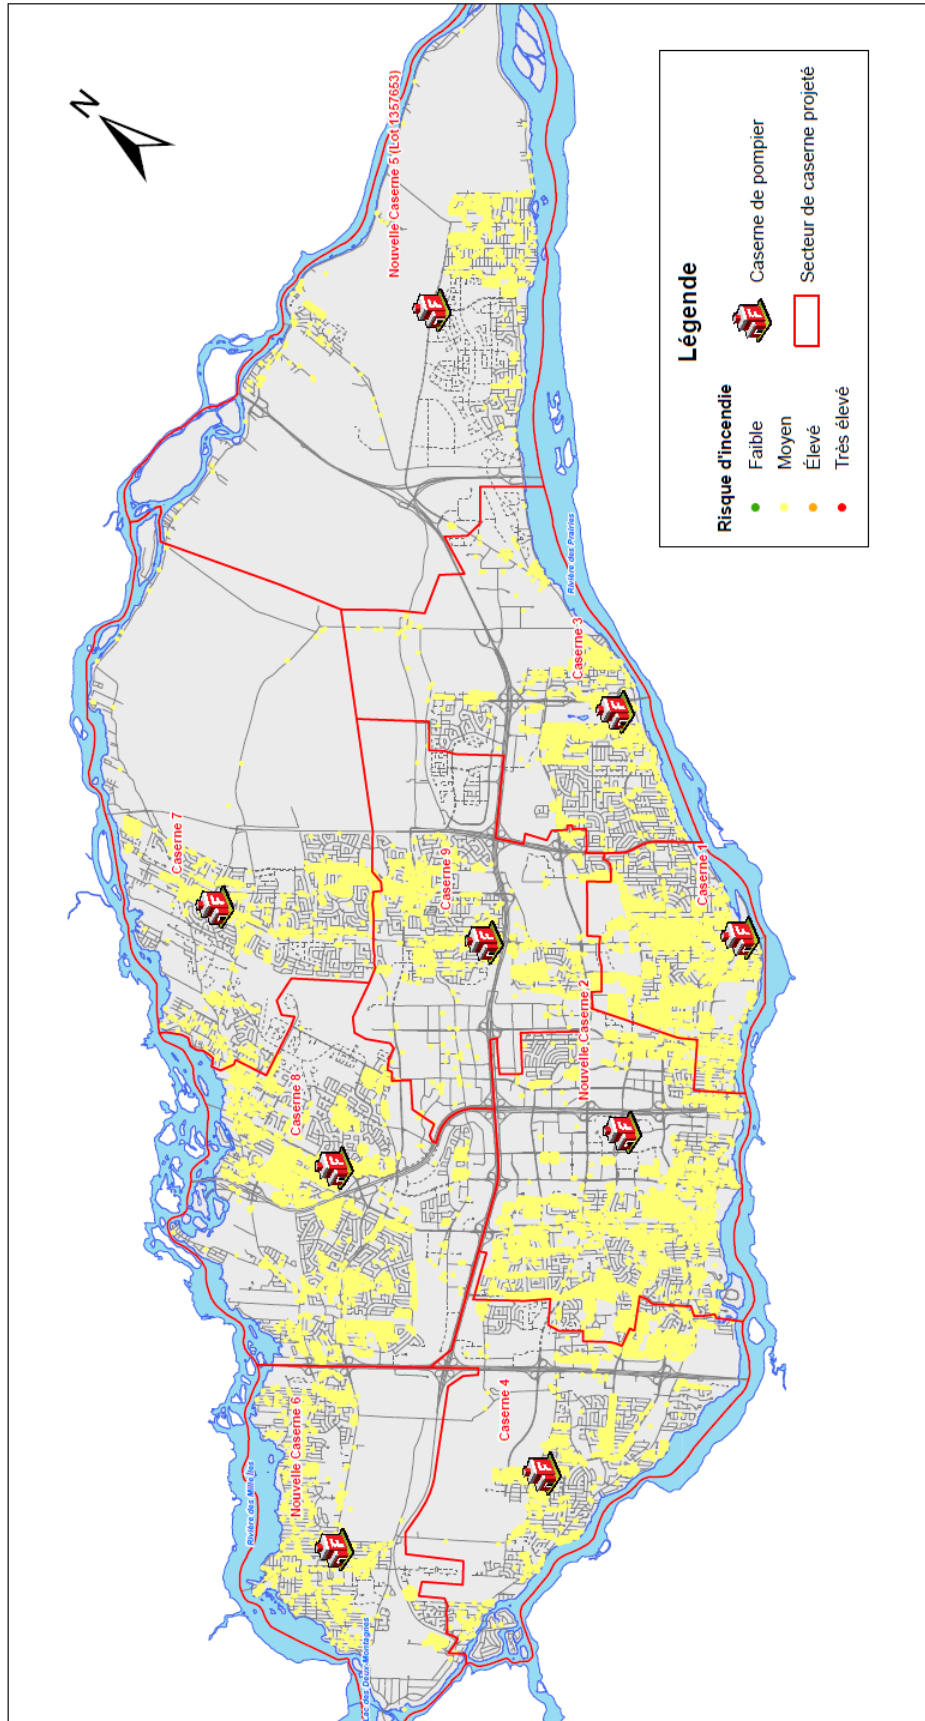 N
Nouvelle Caserne 5 (Lot 1357653)
Légende
Risque d'incendie
Faible
Moyen
Élevé
Très élevé
Caserne de pompier
Secteur de caserne projeté
Rivière des Prairies
Caserne 3
Caserne 7
Caserne 9
Caserne 1
Nouvelle Caserne 2
Caserne 8
Caserne 4
Nouvelle Caserne 6
Rivière des Mille Îles
Lac des Deux-Montagnes